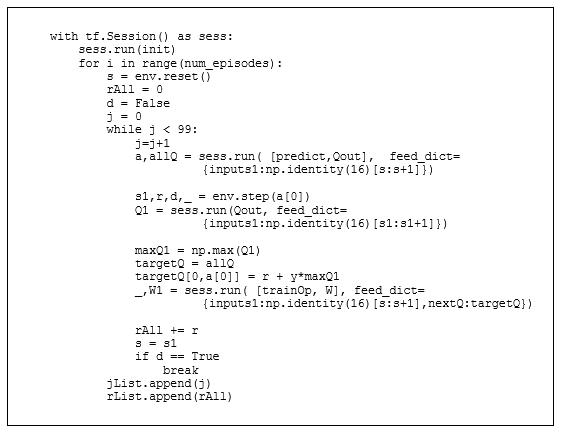 with tf.Session() as sess:
    sess.run(init)
    for i in range(num_episodes):
        s = env.reset()
        rAll = 0
        d = False
        j = 0
        while j < 99:
            j=j+1
            a,allQ = sess.run( [predict,Qout],  feed_dict=
                      {inputs1:np.identity(16)[s:s+1]})

            s1,r,d,_ = env.step(a[0])
            Q1 = sess.run(Qout, feed_dict=
                      {inputs1:np.identity(16)[s1:s1+1]})

            maxQ1 = np.max(Q1)
            targetQ = allQ
            targetQ[0,a[0]] = r + y*maxQ1
            _,W1 = sess.run( [trainOp, W], feed_dict=
                      {inputs1:np.identity(16)[s:s+1],nextQ:targetQ})

            rAll += r
            s = s1
            if d == True
                break
        jList.append(j)
        rList.append(rAll)